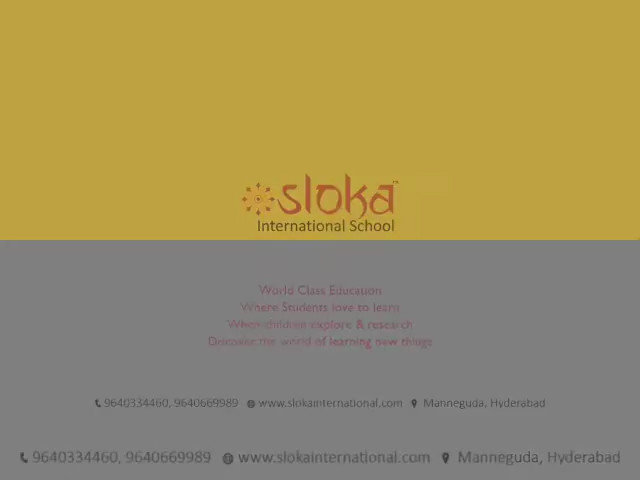 sloka™
International School
World Class Education
Where Students love to learn
When children explore & research
Discover the world of learning new things
9640334460, 9640669989 www.slokainternational.com Manneguda, Hyderabad
9640334460, 9640669989 www.slokainternational.com Manneguda, Hyderabad